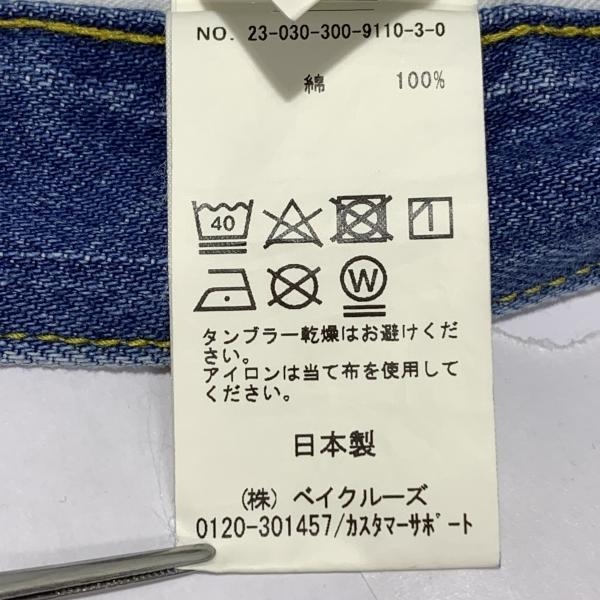 NO. 23-030-300-9110-3-0
綿 100%
40
W
タンブラー乾燥はお避けくだ
さい。
アイロンは当て布を使用して
ください。
日本製
(株) ベイクルーズ
0120-301457/カスタマーサポート